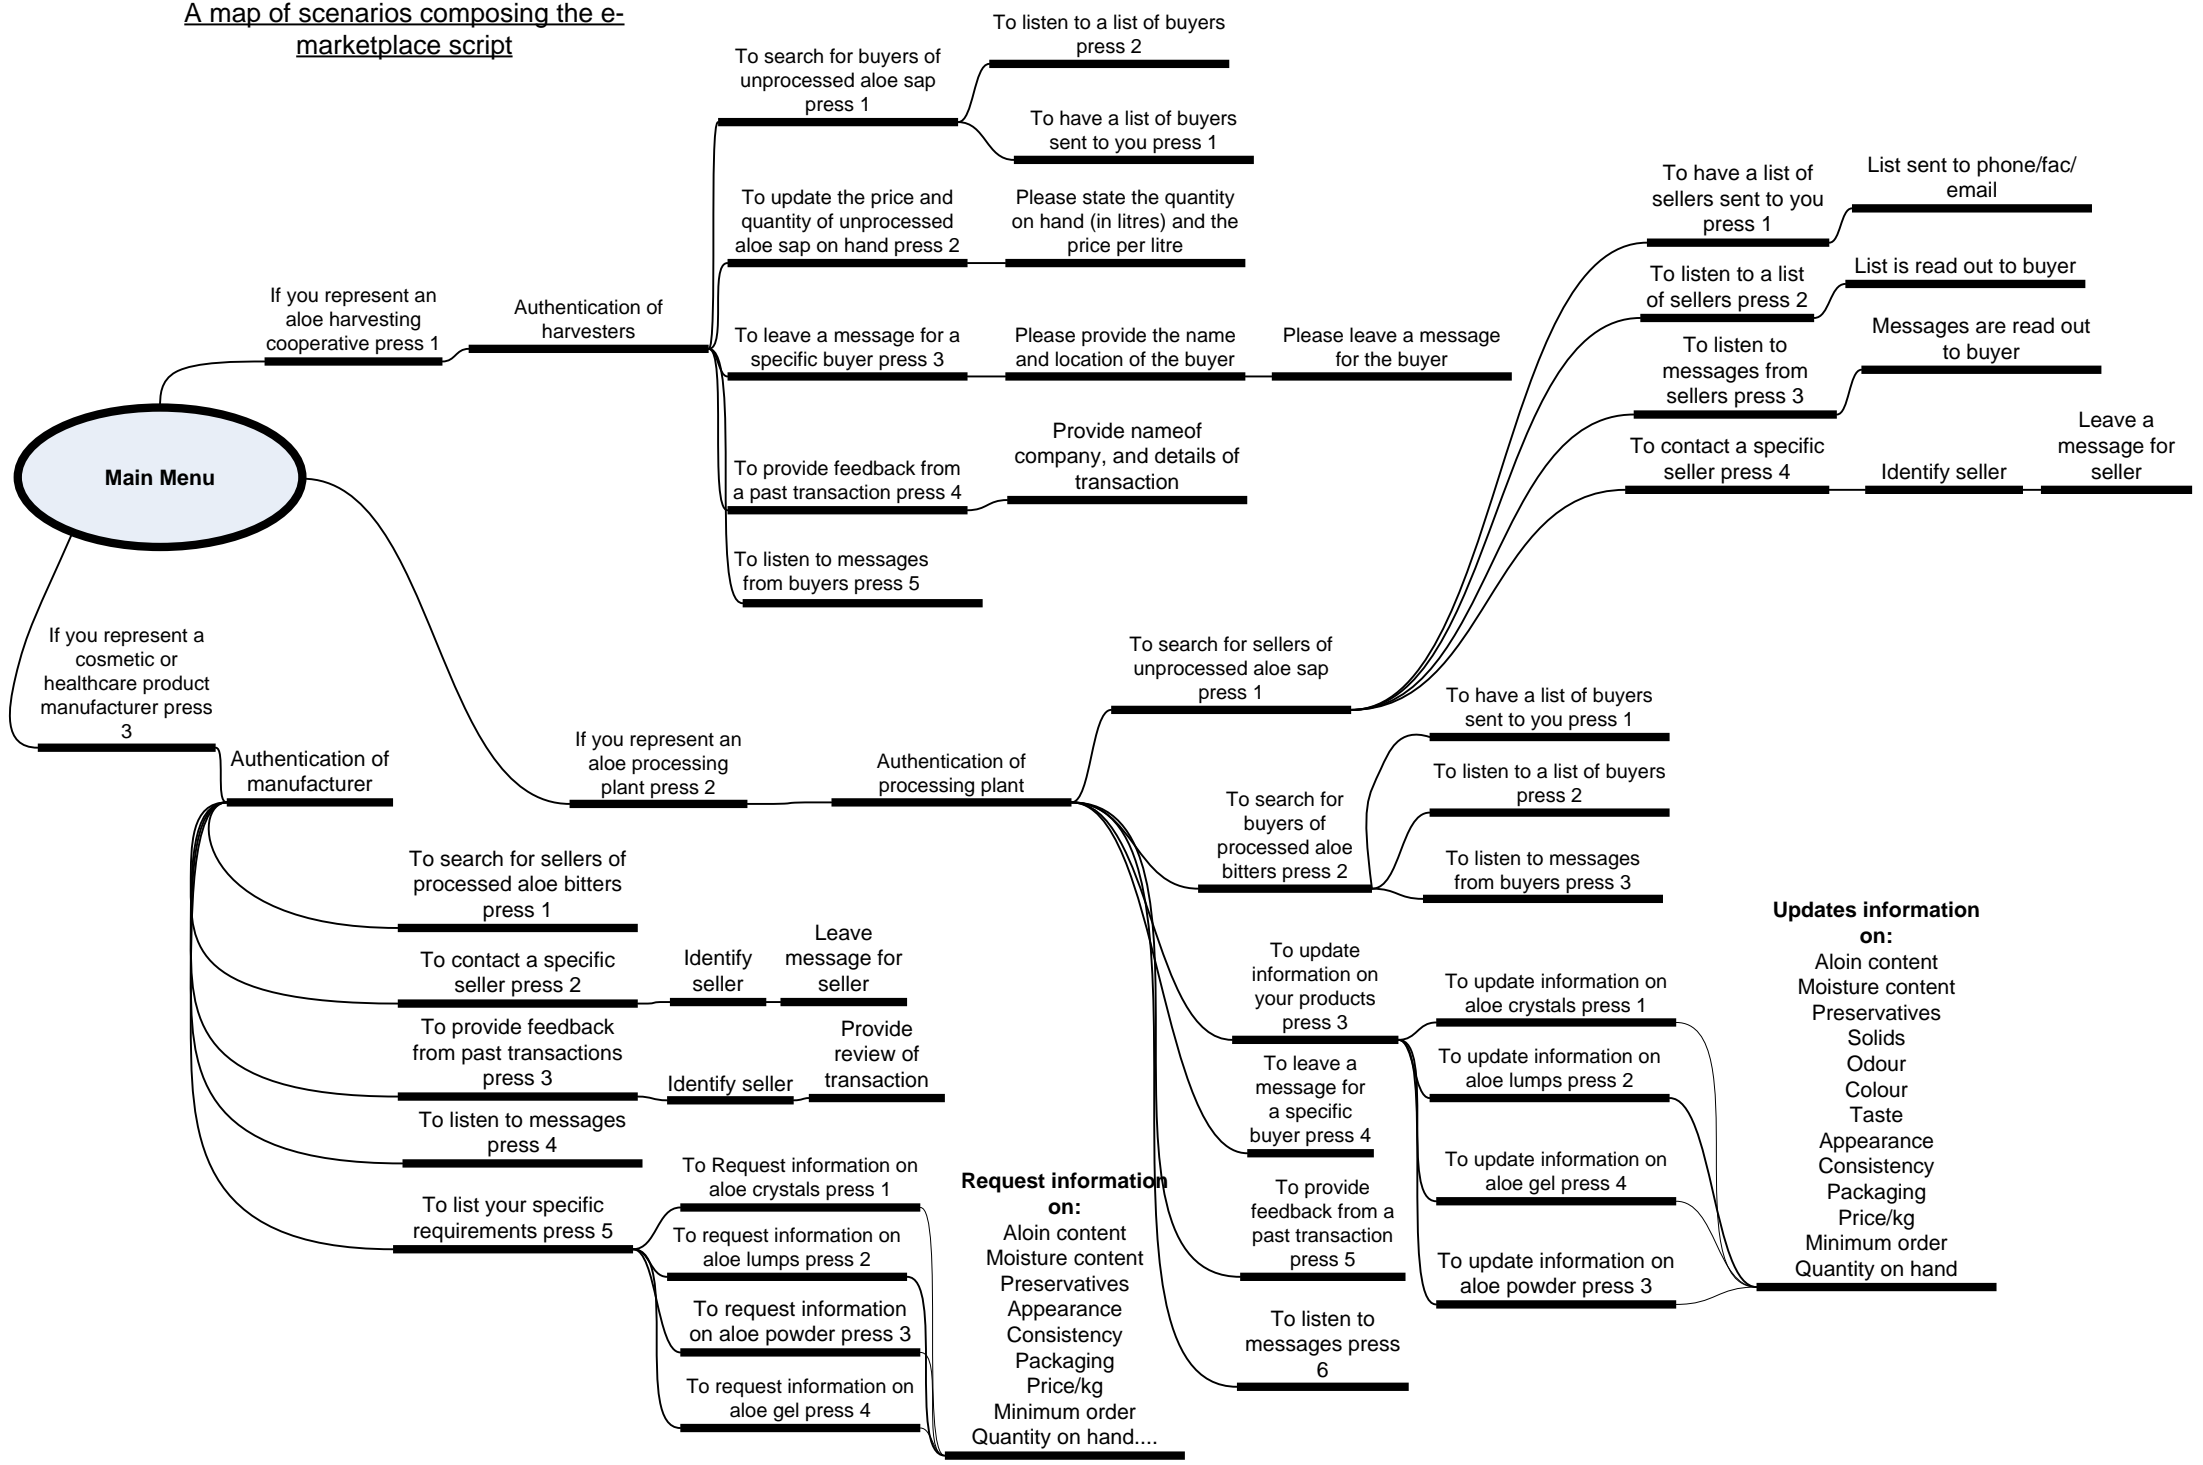 A map of scenarios composing the e-
marketplace script
Main Menu
If you represent an
aloe harvesting
cooperative press 1
Authentication of
harvesters
To search for buyers of
unprocessed aloe sap
press 1
To listen to a list of buyers
press 2
To have a list of buyers
sent to you press 1
To update the price and
quantity of unprocessed
aloe sap on hand press 2
Please state the quantity
on hand (in litres) and the
price per litre
To leave a message for a
specific buyer press 3
Please provide the name
and location of the buyer
Please leave a message
for the buyer
To provide feedback from
a past transaction press 4
Provide nameof
company, and details of
transaction
To listen to messages
from buyers press 5
If you represent an
aloe processing
plant press 2
Authentication of
processing plant
To search for sellers of
unprocessed aloe sap
press 1
To have a list of
sellers sent to you
press 1
List sent to phone/fac/
email
To listen to a list
of sellers press 2
List is read out to buyer
To listen to
messages from
sellers press 3
Messages are read out
to buyer
To contact a specific
seller press 4
Identify seller
Leave a
message for
seller
To search for
buyers of
processed aloe
bitters press 2
To have a list of buyers
sent to you press 1
To listen to a list of buyers
press 2
To listen to messages
from buyers press 3
To update
information on
your products
press 3
To update information on
aloe crystals press 1
To update information on
aloe lumps press 2
To update information on
aloe gel press 4
To update information on
aloe powder press 3
Updates information
on:
Aloin content
Moisture content
Preservatives
Solids
Odour
Colour
Taste
Appearance
Consistency
Packaging
Price/kg
Minimum order
Quantity on hand
To leave a
message for
a specific
buyer press 4
To provide
feedback from a
past transaction
press 5
To listen to
messages press
6
If you represent a
cosmetic or
healthcare product
manufacturer press
3
Authentication of
manufacturer
To search for sellers of
processed aloe bitters
press 1
To contact a specific
seller press 2
Identify
seller
Leave
message for
seller
To provide feedback
from past transactions
press 3
Identify seller
Provide
review of
transaction
To listen to messages
press 4
To list your specific
requirements press 5
To Request information on
aloe crystals press 1
To request information on
aloe lumps press 2
To request information
on aloe powder press 3
To request information on
aloe gel press 4
Request information
on:
Aloin content
Moisture content
Preservatives
Appearance
Consistency
Packaging
Price/kg
Minimum order
Quantity on hand....